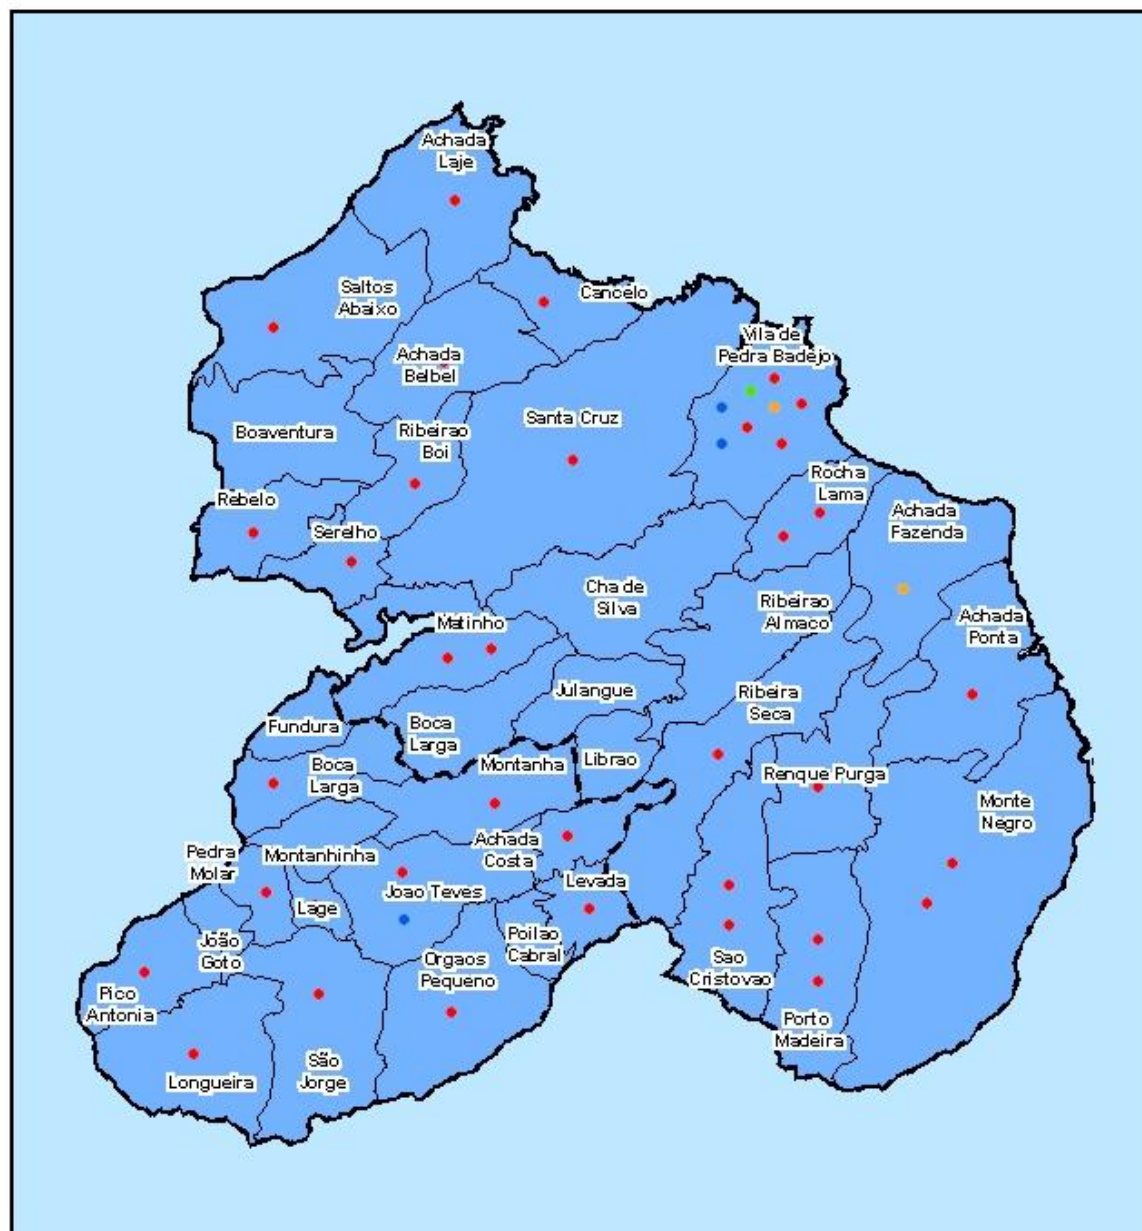 Achada
Laje
Saltos
Abaixo
Cancelo
Vila de
Pedra Badejo
Achada
Belbel
Boaventura
Ribeirao
Boi
Santa Cruz
Rocha
Lama
Rebelo
Serelho
Achada
Fazenda
Cha de
Silva
Ribeirao
Almaco
Achada
Ponta
Matinho
Julangue
Ribeira
Seca
Fundura
Boca
Larga
Boca
Larga
Montanha
Librao
Renque Purga
Monte
Negro
Pedra
Molar
Montanhinha
Achada
Costa
Joao Teves
Levada
Lage
João
Goto
Orgaos
Pequeno
Poilao
Cabral
Sao
Cristovao
Pico
Antonia
Porto
Madeira
Longueira
São
Jorge